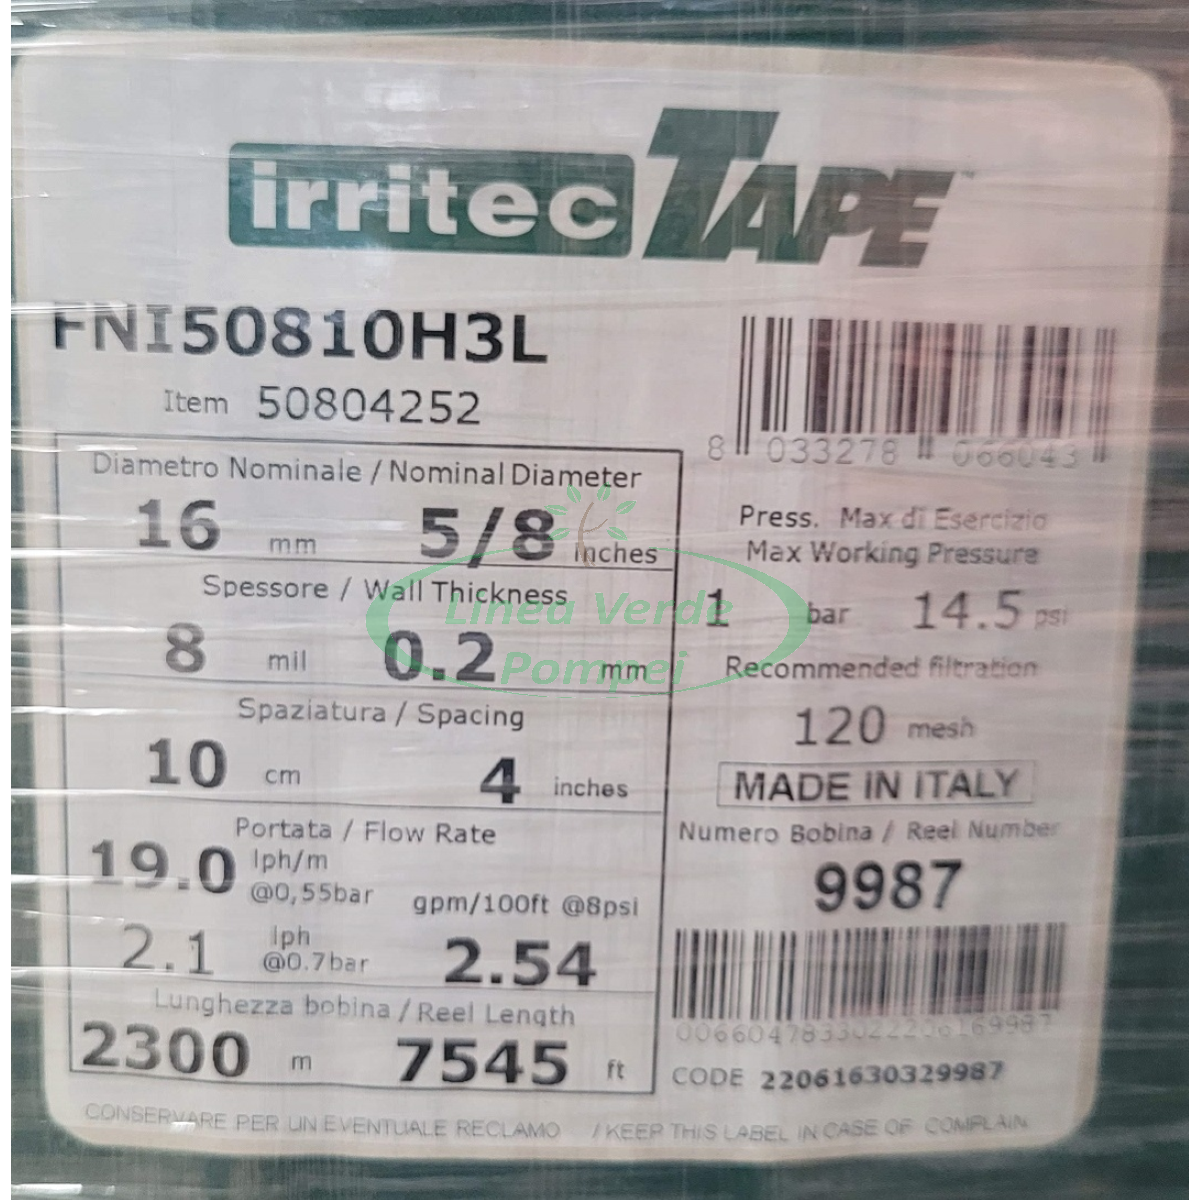 irritec TAPE™
FNI50810H3L
Item 50804252
8 033278 066043
Diametro Nominale / Nominal Diameter
16 mm 5/8 inches
Spessore / Wall Thickness
8 mil 0.2 mm
Spaziatura / Spacing
10 cm 4 inches
Portata / Flow Rate
19.0 lph/m @0,55bar
gpm/100ft @8psi
2.1 lph @0.7bar 2.54
Lunghezza bobina / Reel Length
2300 m 7545 ft
Press. Max di Esercizio
Max Working Pressure
1 bar 14.5 psi
Recommended filtration
120 mesh
MADE IN ITALY
Numero Bobina / Reel Number
9987
CODE 22061630329987
CONSERVARE PER UN EVENTUALE RECLAMO / KEEP THIS LABEL IN CASE OF COMPLAIN
Linea Verde
Pompei